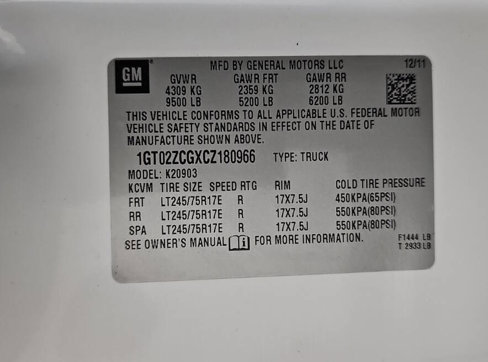 GM
MFD BY GENERAL MOTORS LLC 12/11
GVWR GAWR FRT GAWR RR
4309 KG 2359 KG 2812 KG
9500 LB 5200 LB 6200 LB
THIS VEHICLE CONFORMS TO ALL APPLICABLE U.S. FEDERAL MOTOR
VEHICLE SAFETY STANDARDS IN EFFECT ON THE DATE OF
MANUFACTURE SHOWN ABOVE.
1GT02ZCGXCZ180966 TYPE: TRUCK
MODEL: K20903
KCVM TIRE SIZE SPEED RTG RIM COLD TIRE PRESSURE
FRT LT245/75R17E R 17X7.5J 450KPA(65PSI)
RR LT245/75R17E R 17X7.5J 550KPA(80PSI)
SPA LT245/75R17E R 17X7.5J 550KPA(80PSI)
SEE OWNER'S MANUAL FOR MORE INFORMATION.
F1444 LB
T 2933 LB